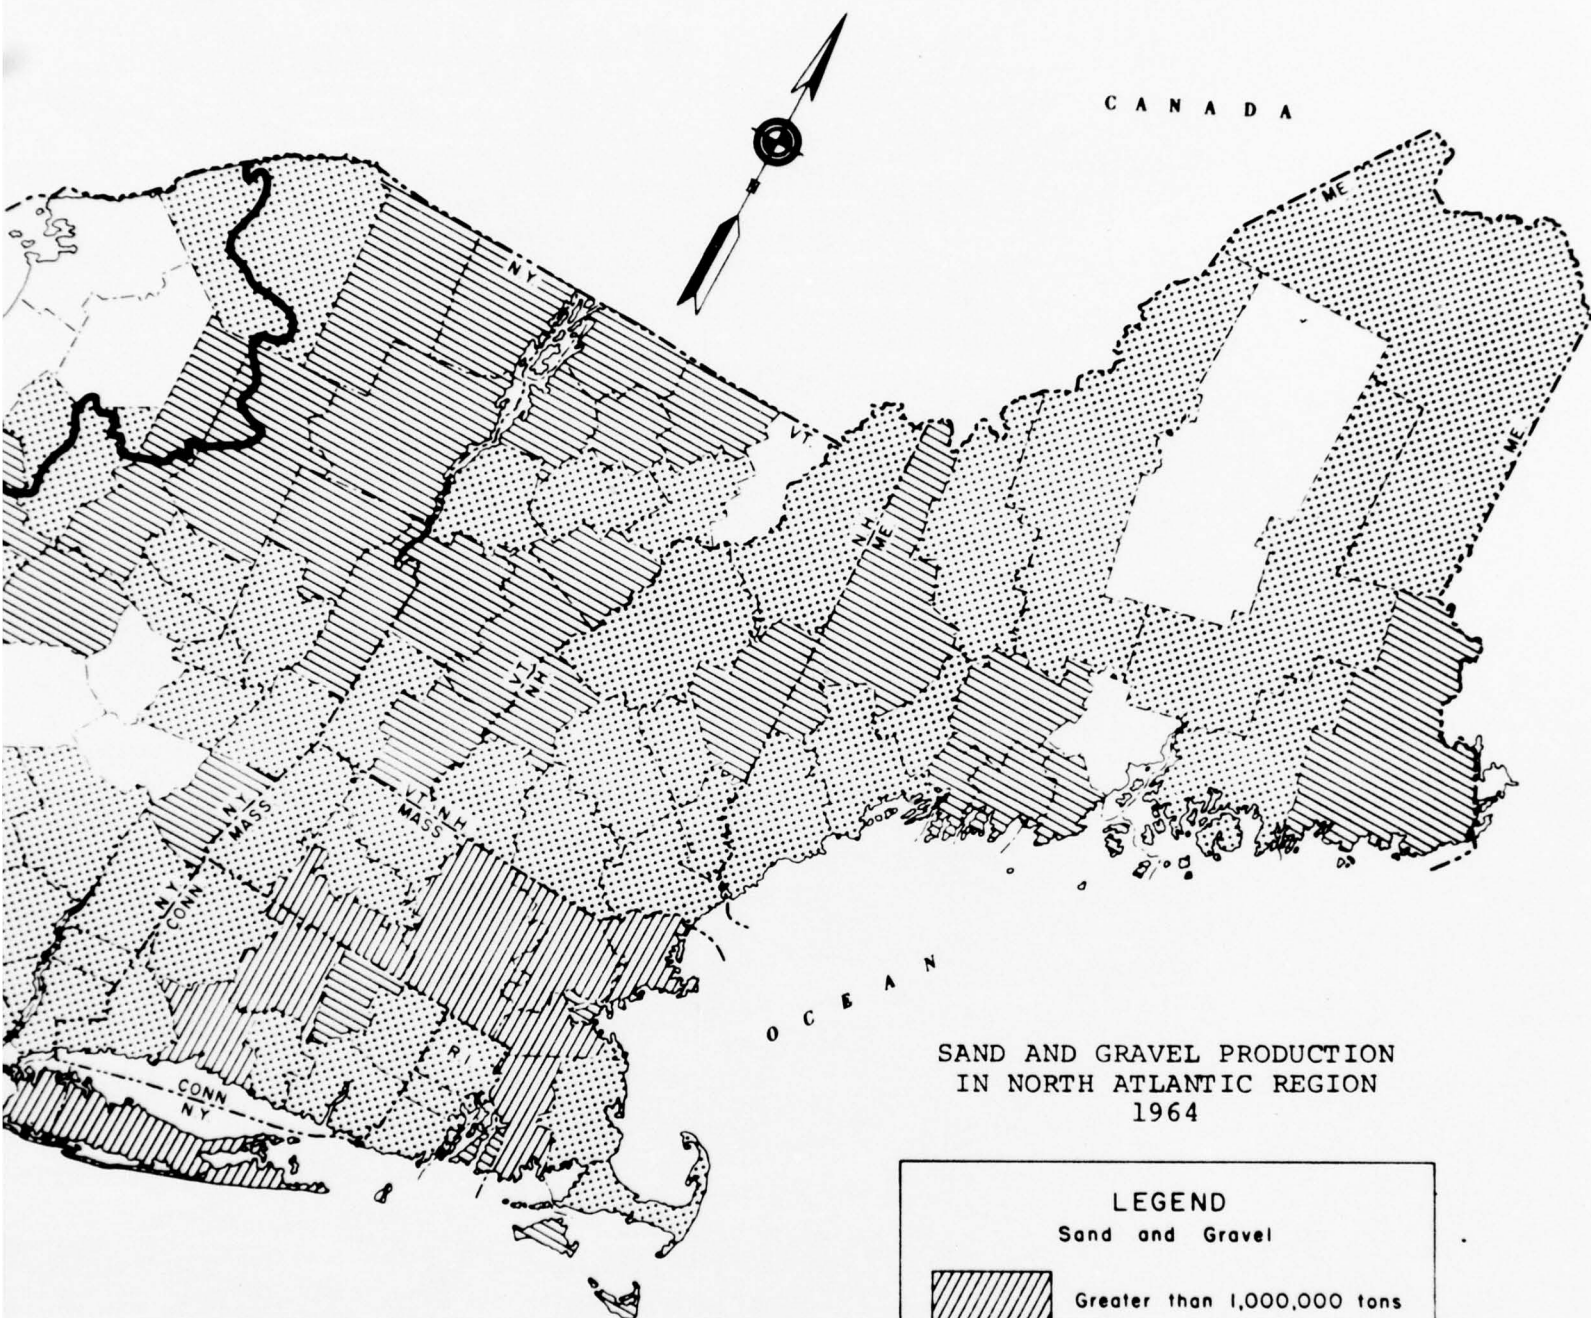 CANADA
ME
NY
ME
VT.
NH
ME
VT
NH
NY
MASS
VT. NH
MASS
NY
CONN
RI
OCEAN
CONN
NY
SAND AND GRAVEL PRODUCTION
IN NORTH ATLANTIC REGION
1964
LEGEND
Sand and Gravel
Greater than 1,000,000 tons